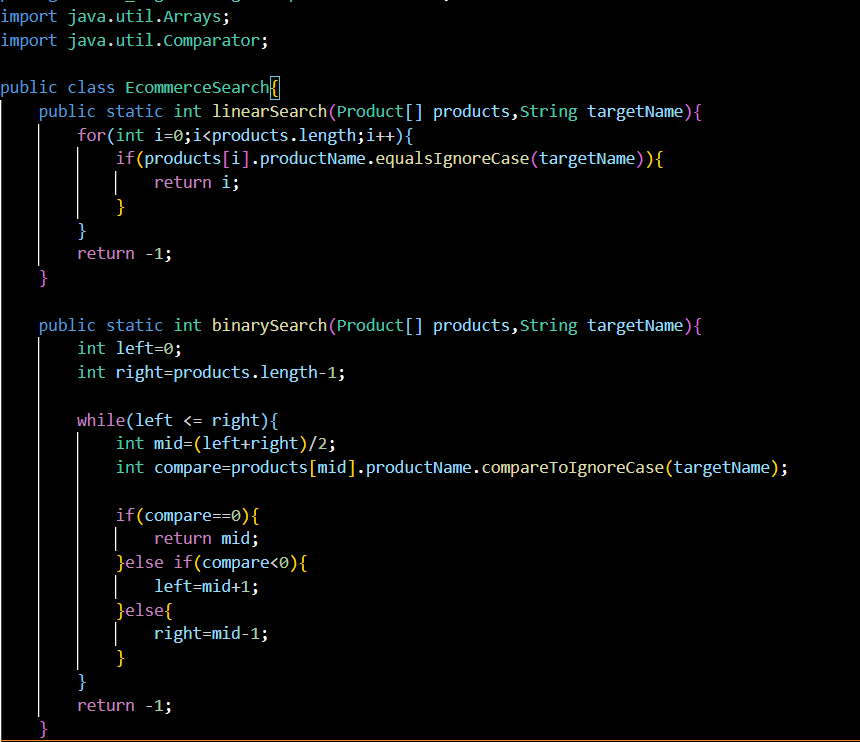 import java.util.Arrays;
import java.util.Comparator;

public class EcommerceSearch{
    public static int linearSearch(Product[] products,String targetName){
        for(int i=0;i<products.length;i++){
            if(products[i].productName.equalsIgnoreCase(targetName)){
                return i;
            }
        }
        return -1;
    }

    public static int binarySearch(Product[] products,String targetName){
        int left=0;
        int right=products.length-1;

        while(left <= right){
            int mid=(left+right)/2;
            int compare=products[mid].productName.compareToIgnoreCase(targetName);

            if(compare==0){
                return mid;
            }else if(compare<0){
                left=mid+1;
            }else{
                right=mid-1;
            }
        }
        return -1;
    }